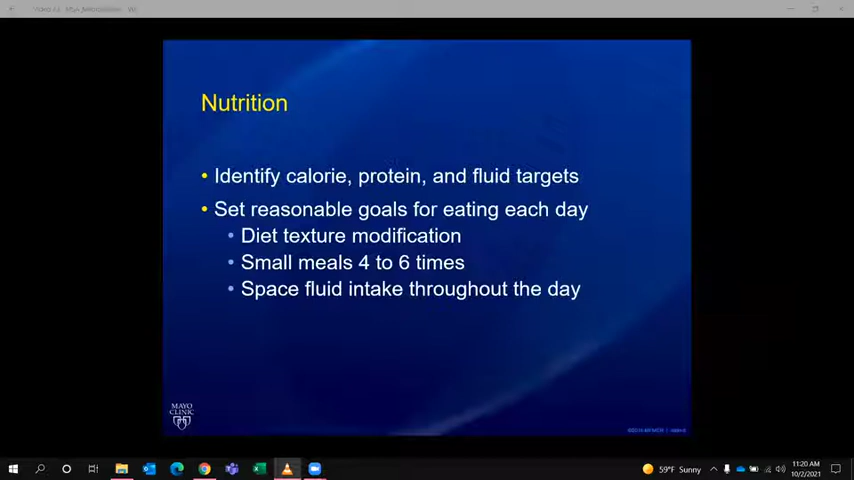 Nutrition
• Identify calorie, protein, and fluid targets
• Set reasonable goals for eating each day
• Diet texture modification
• Small meals 4 to 6 times
• Space fluid intake throughout the day
MAYO
CLINIC
59°F Sunny
11:20 AM
10/2/2021